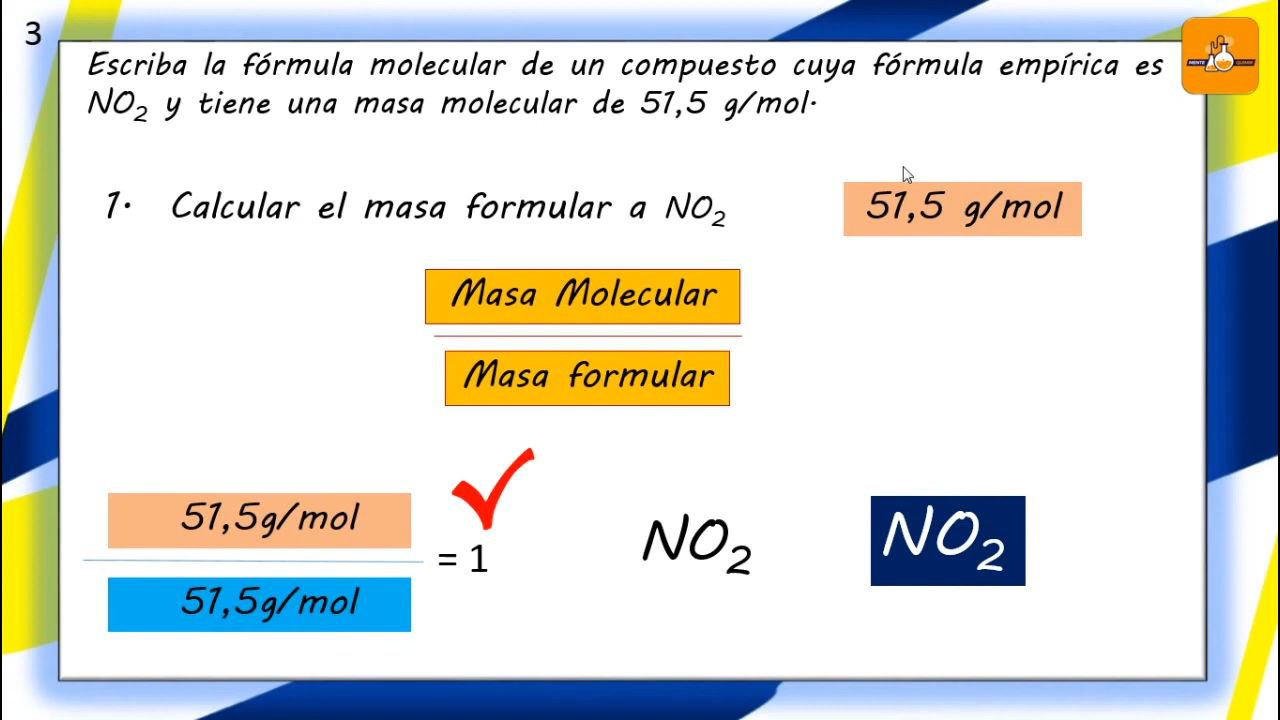 3
Escriba la fórmula molecular de un compuesto cuya fórmula empírica es
NO₂ y tiene una masa molecular de 51,5 g/mol.
MENTE QUIMIK
1. Calcular el masa formular a NO₂
51,5 g/mol
Masa Molecular
Masa formular
51,5g/mol
51,5g/mol
= 1
NO₂
NO₂